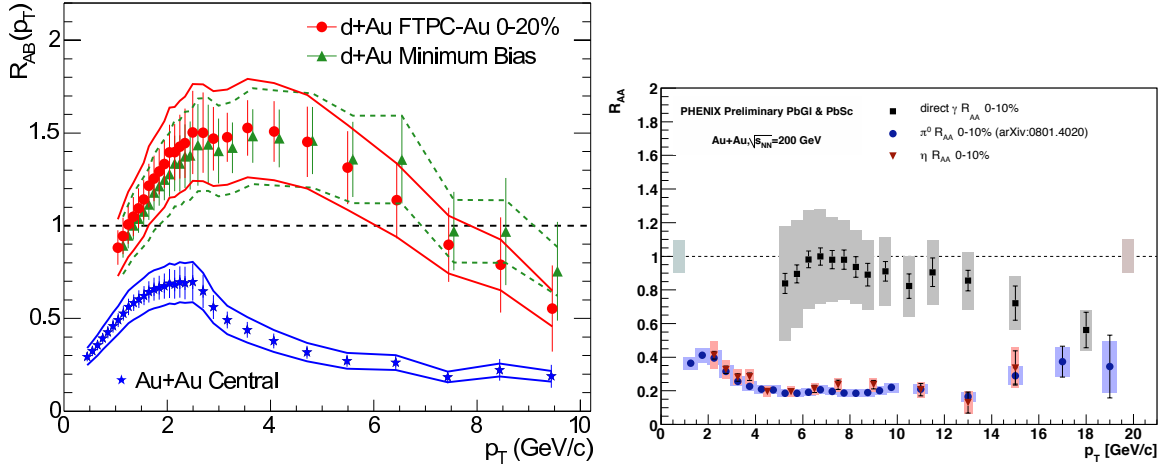 R_AB(p_T)
2
1.5
1
0.5
0
0 2 4 6 8 10
p_T (GeV/c)
d+Au FTPC-Au 0-20%
d+Au Minimum Bias
Au+Au Central
R_AA
2
1.8
1.6
1.4
1.2
1
0.8
0.6
0.4
0.2
0
0 2 4 6 8 10 12 14 16 18 20
p_T [GeV/c]
PHENIX Preliminary PbGl & PbSc
Au+Au,√s_NN=200 GeV
direct γ R_AA 0-10%
π⁰ R_AA 0-10% (arXiv:0801.4020)
η R_AA 0-10%